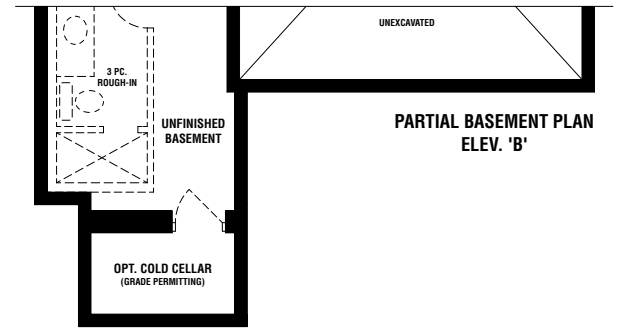 UNEXCAVATED
3 PC.
ROUGH-IN
UNFINISHED
BASEMENT
PARTIAL BASEMENT PLAN
ELEV. 'B'
OPT. COLD CELLAR
(GRADE PERMITTING)